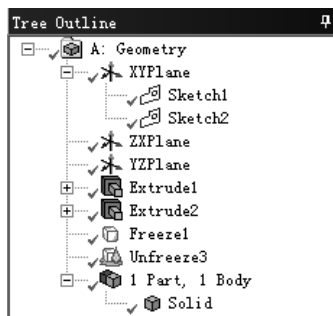 Tree Outline
A: Geometry
XYPlane
Sketch1
Sketch2
ZXPlane
YZPlane
Extrude1
Extrude2
Freeze1
Unfreeze3
1 Part, 1 Body
Solid